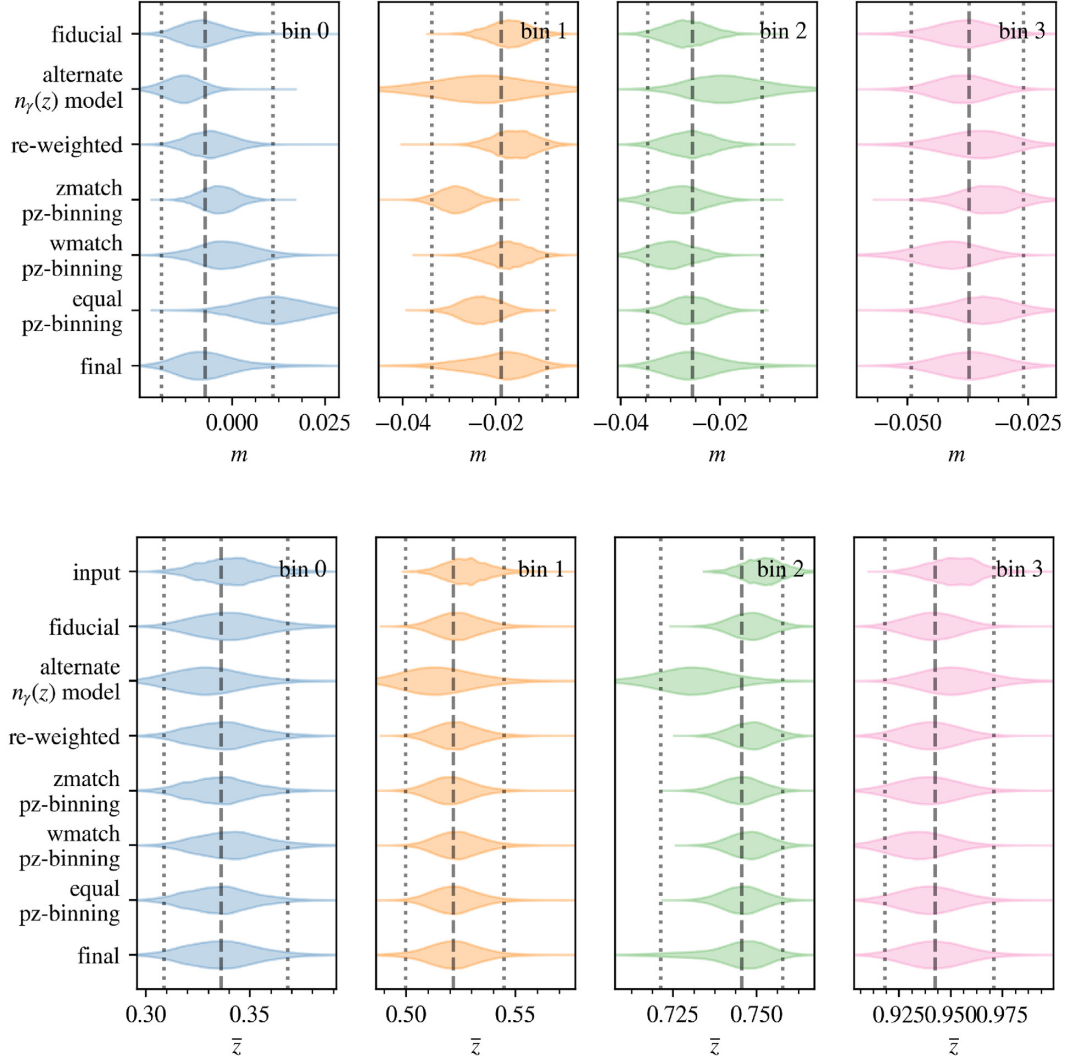 bin 0
bin 1
bin 2
bin 3
fiducial
alternate
nγ(z) model
re-weighted
zmatch
pz-binning
wmatch
pz-binning
equal
pz-binning
final
0.000
0.025
−0.04
−0.02
−0.04
−0.02
−0.050
−0.025
m
m
m
m
bin 0
bin 1
bin 2
bin 3
input
fiducial
alternate
nγ(z) model
re-weighted
zmatch
pz-binning
wmatch
pz-binning
equal
pz-binning
final
0.30
0.35
0.50
0.55
0.725
0.750
0.925
0.950
0.975
z̅
z̅
z̅
z̅